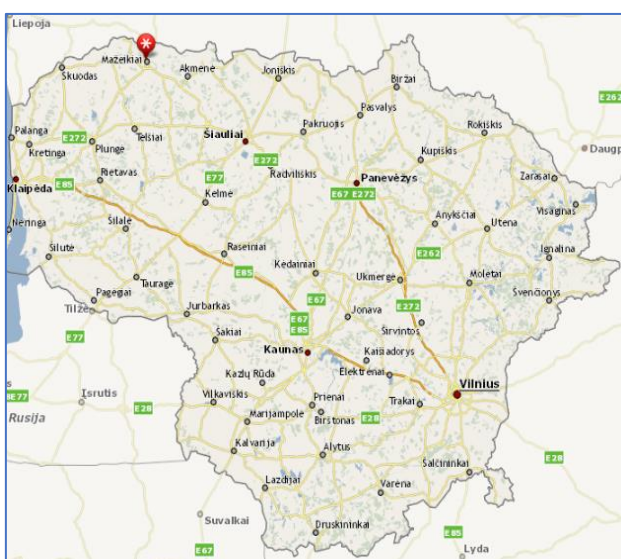 Liepoja
Mažeikiai
Skuodas
Akmenė
Joniškis
Biržai
Pasvalys
E262
Palanga
E272
Telšiai
Šiauliai
Pakruojis
Rokiškis
Kretinga
Plungė
E272
Kupiškis
Daugp
Klaipėda
E85
Rietavas
E77
Radviliškis
Panevėžys
Zarasai
Kelmė
E67 E272
Neringa
Šilalė
Anykščiai
Utena
Visaginas
Šilutė
Raseiniai
E262
Ignalina
E85
Kėdainiai
Ukmergė
Molėtai
Pagėgiai
Tauragė
E67
Švenčionys
Tilžė
Jurbarkas
E67
E85
Jonava
E272
Širvintos
E77
Šakiai
Kaunas
Kaišiadorys
Elektrėnai
Vilnius
Kazlų Rūda
E77
Įsrutis
Rusija
E28
Vilkaviškis
Prienai
Trakai
Marijampolė
Birštonas
E28
Kalvarija
Alytus
E28
Šalčininkai
Lazdijai
Varėna
Suvalkai
Druskininkai
E85
E67
Lyda